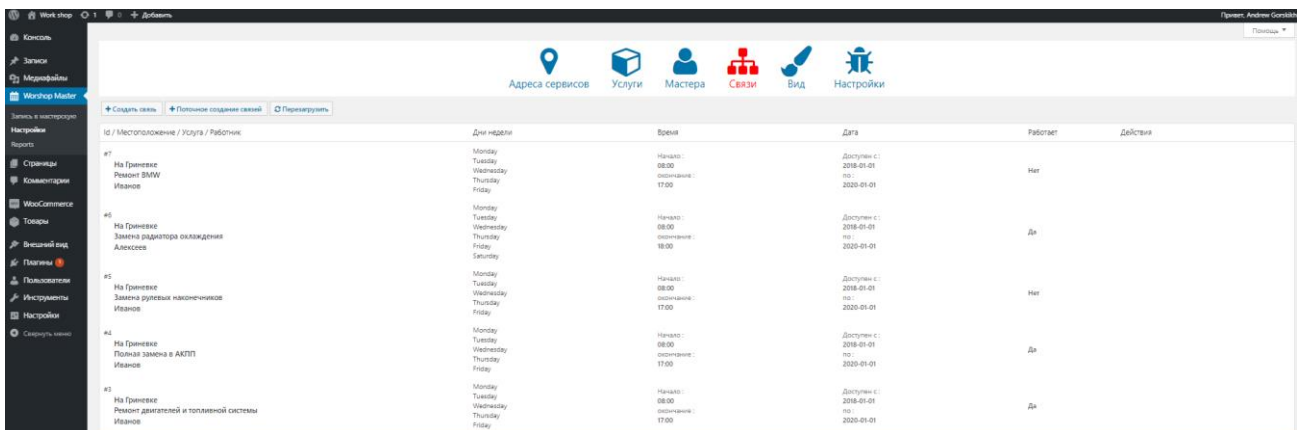 Work shop 1 0 Добавить Привет, Andrew Gorskikh
Помощь
Консоль
Записи
Медиафайлы
Worshop Master
Запись в мастерскую
Настройки
Reports
Страницы
Комментарии
WooCommerce
Товары
Внешний вид
Плагины 1
Пользователи
Инструменты
Настройки
Свернуть меню
Адреса сервисов Услуги Мастера Связи Вид Настройки
+ Создать связь + Поточное создание связей Перезагрузить
Id / Местоположение / Услуга / Работник Дни недели Время Дата Работает Действия
#7
На Гриневке
Ремонт BMW
Иванов
Monday
Tuesday
Wednesday
Thursday
Friday
Начало :
08:00
окончание :
17:00
Доступен с :
2018-01-01
по :
2020-01-01
Нет
#6
На Гриневке
Замена радиатора охлаждения
Алексеев
Monday
Tuesday
Wednesday
Thursday
Friday
Saturday
Начало :
08:00
окончание :
18:00
Доступен с :
2018-01-01
по :
2020-01-01
Да
#5
На Гриневке
Замена рулевых наконечников
Иванов
Monday
Tuesday
Wednesday
Thursday
Friday
Начало :
08:00
окончание :
17:00
Доступен с :
2018-01-01
по :
2020-01-01
Нет
#4
На Гриневке
Полная замена в АКПП
Иванов
Monday
Tuesday
Wednesday
Thursday
Friday
Начало :
08:00
окончание :
17:00
Доступен с :
2018-01-01
по :
2020-01-01
Да
#3
На Гриневке
Ремонт двигателей и топливной системы
Иванов
Monday
Tuesday
Wednesday
Thursday
Friday
Начало :
08:00
окончание :
17:00
Доступен с :
2018-01-01
по :
2020-01-01
Да